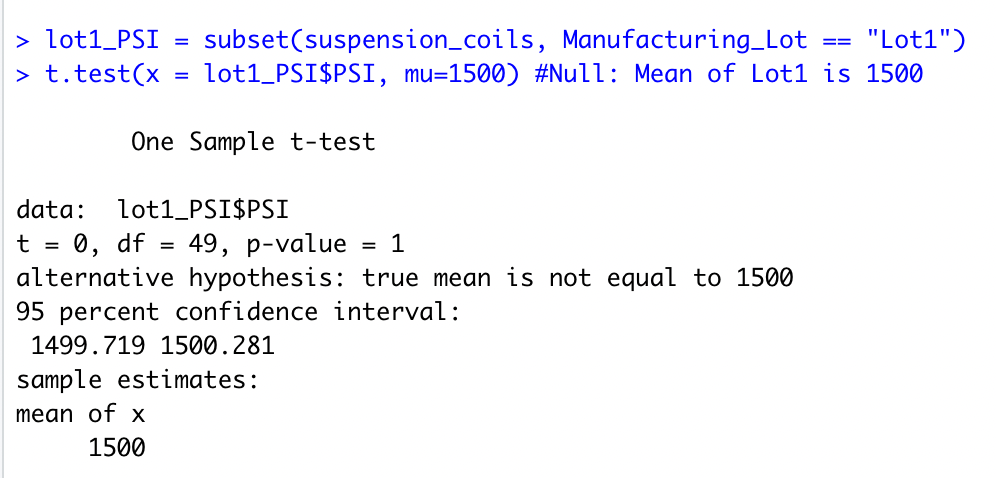 > lot1_PSI = subset(suspension_coils, Manufacturing_Lot == "Lot1")
> t.test(x = lot1_PSI$PSI, mu=1500) #Null: Mean of Lot1 is 1500
One Sample t-test
data:  lot1_PSI$PSI
t = 0, df = 49, p-value = 1
alternative hypothesis: true mean is not equal to 1500
95 percent confidence interval:
1499.719 1500.281
sample estimates:
mean of x
1500